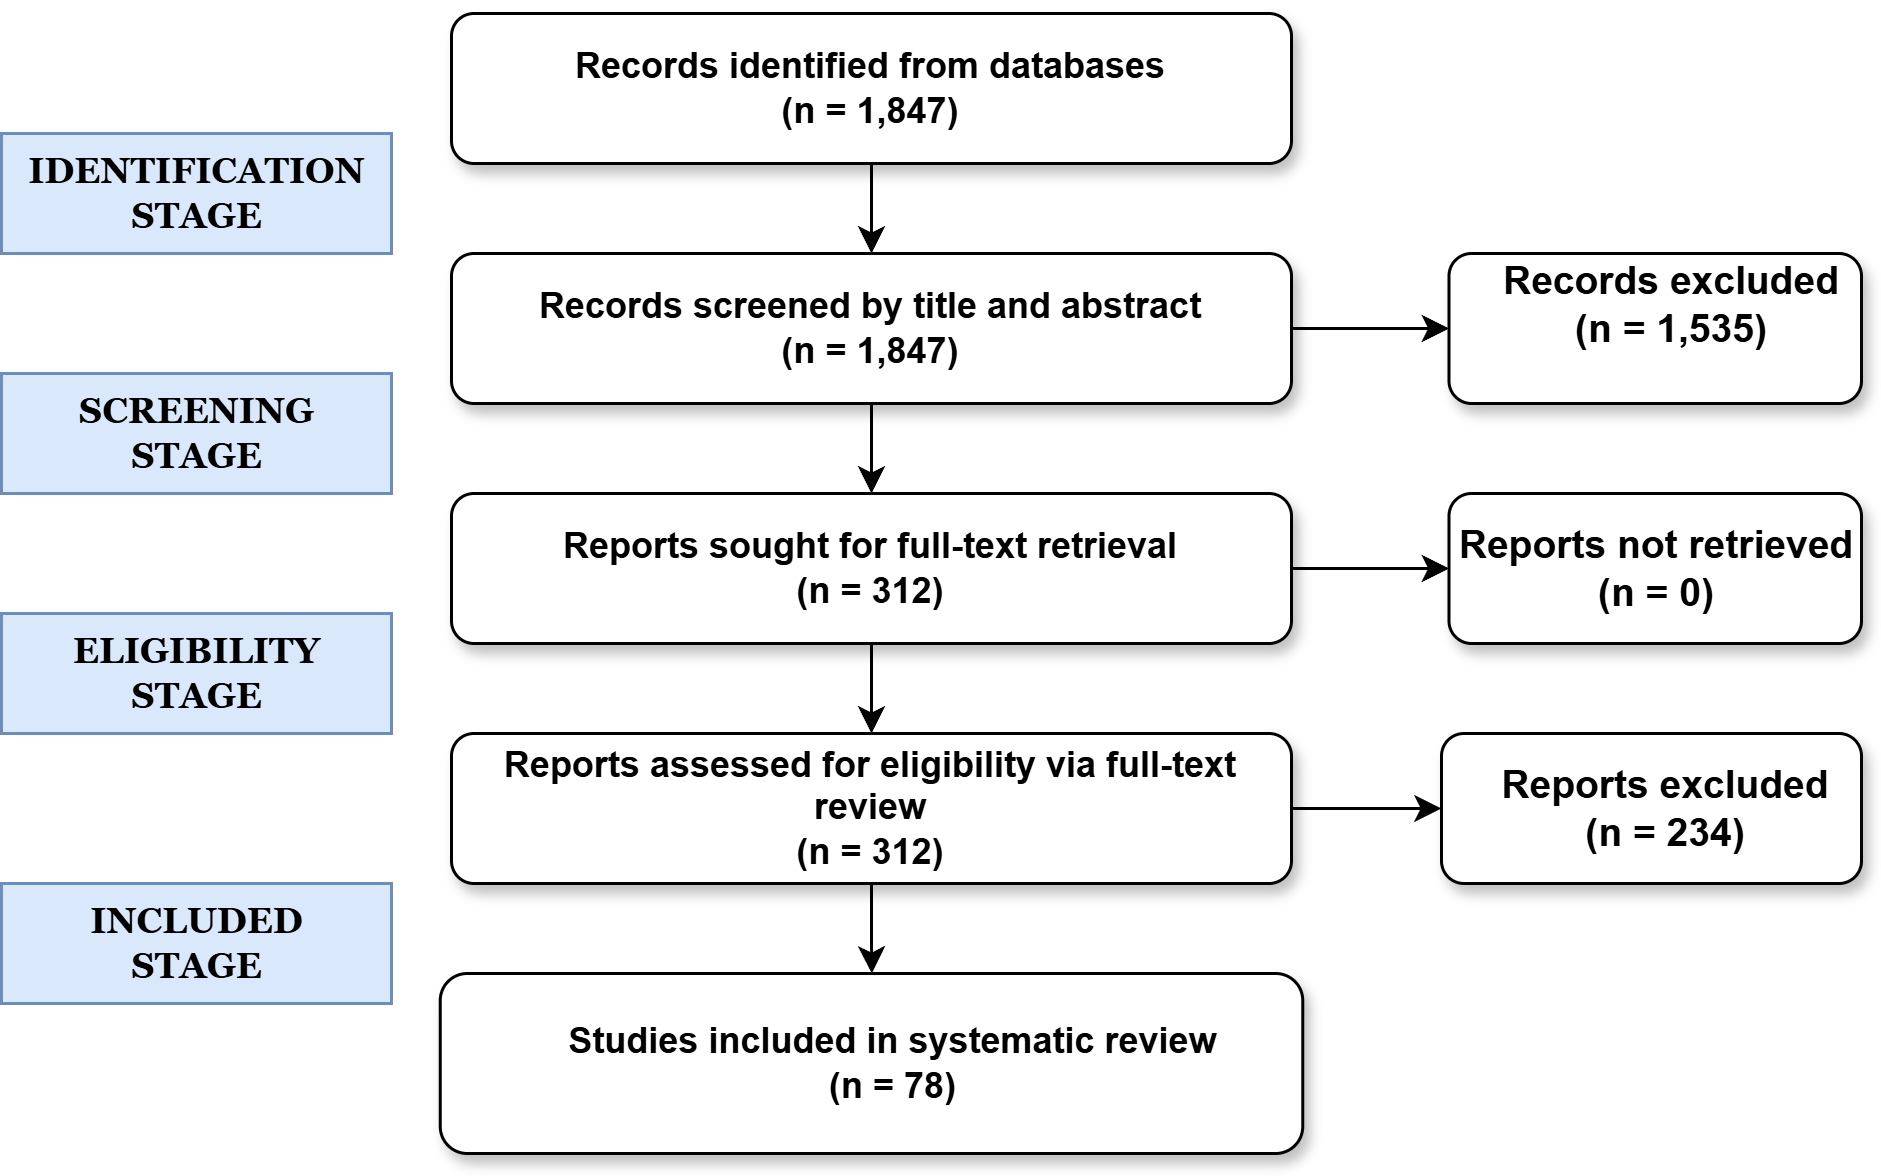 Records identified from databases
(n = 1,847)
IDENTIFICATION
STAGE
Records screened by title and abstract
(n = 1,847)
Records excluded
(n = 1,535)
SCREENING
STAGE
Reports sought for full-text retrieval
(n = 312)
Reports not retrieved
(n = 0)
ELIGIBILITY
STAGE
Reports assessed for eligibility via full-text
review
(n = 312)
Reports excluded
(n = 234)
INCLUDED
STAGE
Studies included in systematic review
(n = 78)